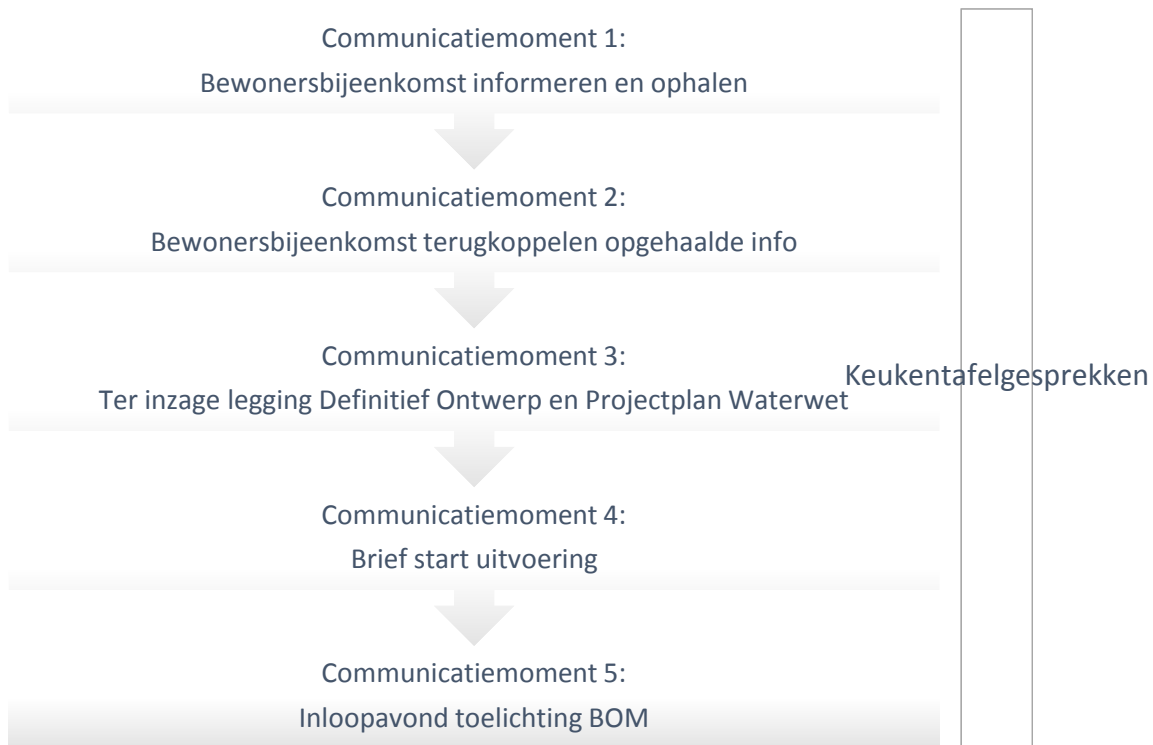 Communicatiemoment 1:
Bewonersbijeenkomst informeren en ophalen
Communicatiemoment 2:
Bewonersbijeenkomst terugkoppelen opgehaalde info
Communicatiemoment 3:
Ter inzage legging Definitief Ontwerp en Projectplan Waterwet
Communicatiemoment 4:
Brief start uitvoering
Communicatiemoment 5:
Inloopavond toelichting BOM
Keukentafelgesprekken